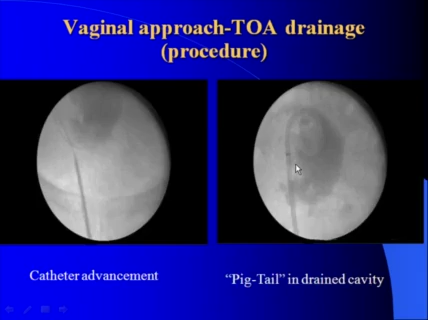 Vaginal approach-TOA drainage
(procedure)
Catheter advancement
“Pig-Tail” in drained cavity